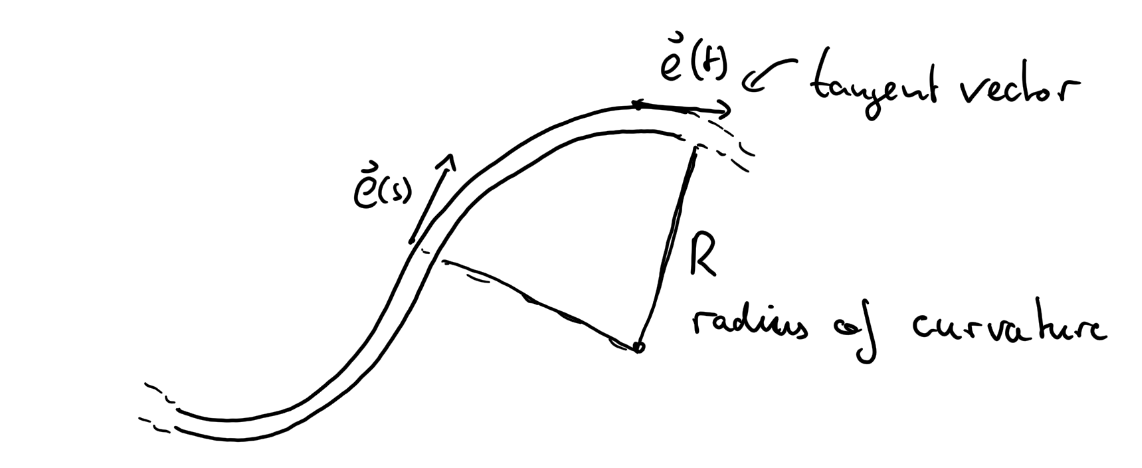 e⃗(t)
tangent vector
e⃗(s)
R
radius of curvature